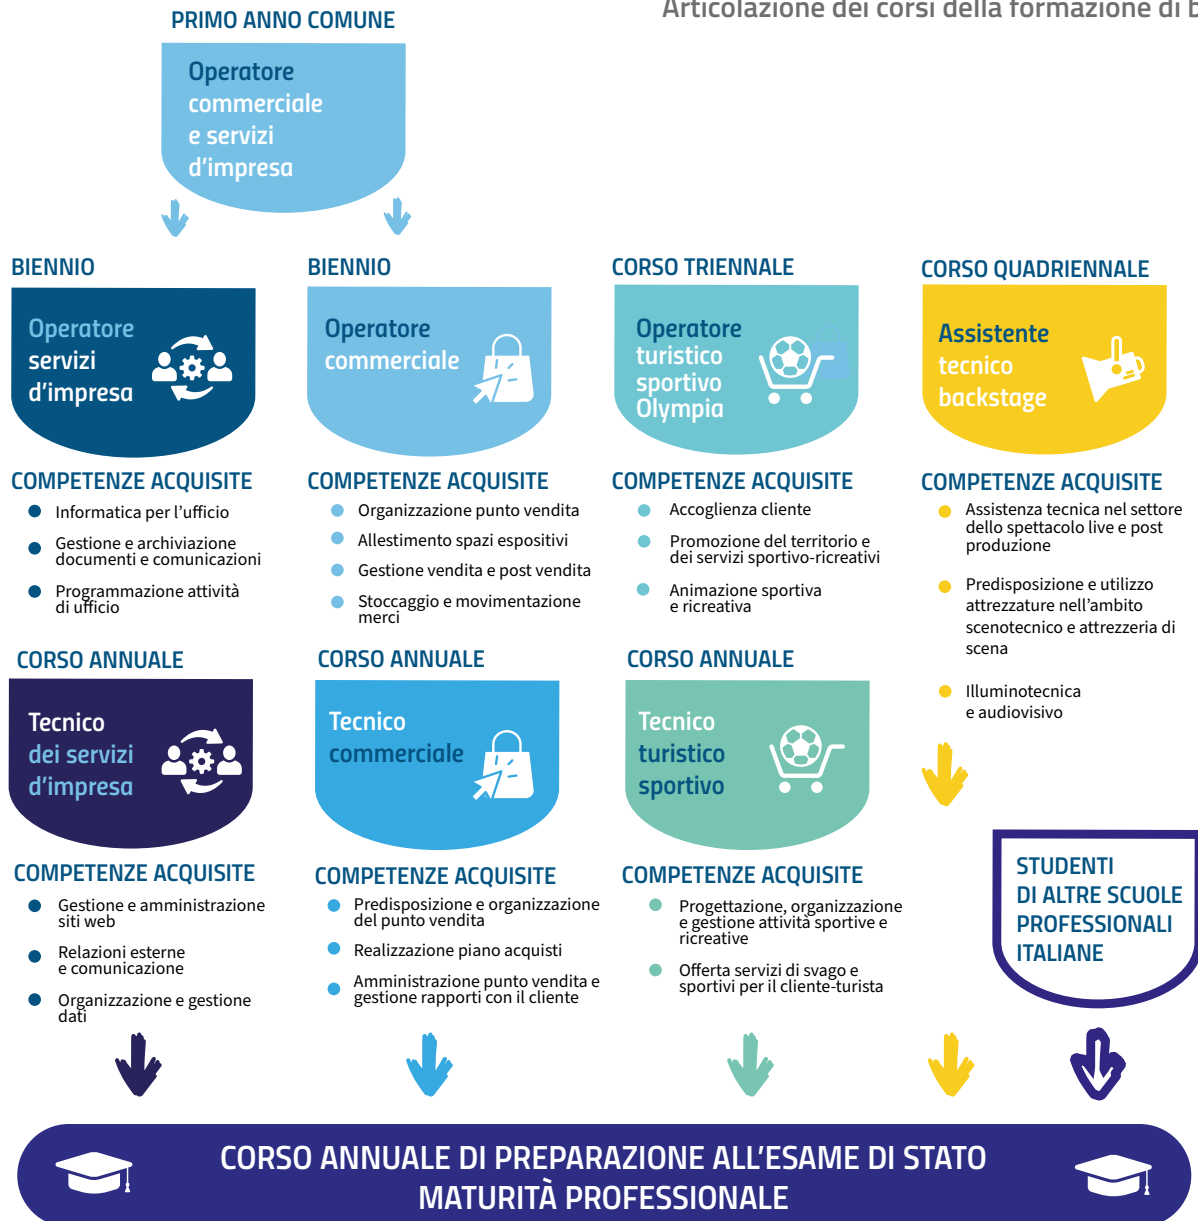 Articolazione dei corsi della formazione di b
PRIMO ANNO COMUNE
Operatore
commerciale
e servizi
d’impresa
BIENNIO
Operatore
servizi
d’impresa
COMPETENZE ACQUISITE
Informatica per l’ufficio
Gestione e archiviazione
documenti e comunicazioni
Programmazione attività
di ufficio
BIENNIO
Operatore
commerciale
COMPETENZE ACQUISITE
Organizzazione punto vendita
Allestimento spazi espositivi
Gestione vendita e post vendita
Stoccaggio e movimentazione
merci
CORSO TRIENNALE
Operatore
turistico
sportivo
Olympia
COMPETENZE ACQUISITE
Accoglienza cliente
Promozione del territorio e
dei servizi sportivo-ricreativi
Animazione sportiva
e ricreativa
CORSO QUADRIENNALE
Assistente
tecnico
backstage
COMPETENZE ACQUISITE
Assistenza tecnica nel settore
dello spettacolo live e post
produzione
Predisposizione e utilizzo
attrezzature nell’ambito
scenotecnico e attrezzeria di
scena
Illuminotecnica
e audiovisivo
CORSO ANNUALE
Tecnico
dei servizi
d’impresa
COMPETENZE ACQUISITE
Gestione e amministrazione
siti web
Relazioni esterne
e comunicazione
Organizzazione e gestione
dati
CORSO ANNUALE
Tecnico
commerciale
COMPETENZE ACQUISITE
Predisposizione e organizzazione
del punto vendita
Realizzazione piano acquisti
Amministrazione punto vendita e
gestione rapporti con il cliente
CORSO ANNUALE
Tecnico
turistico
sportivo
COMPETENZE ACQUISITE
Progettazione, organizzazione
e gestione attività sportive e
ricreative
Offerta servizi di svago e
sportivi per il cliente-turista
STUDENTI
DI ALTRE SCUOLE
PROFESSIONALI
ITALIANE
CORSO ANNUALE DI PREPARAZIONE ALL’ESAME DI STATO
MATURITÀ PROFESSIONALE